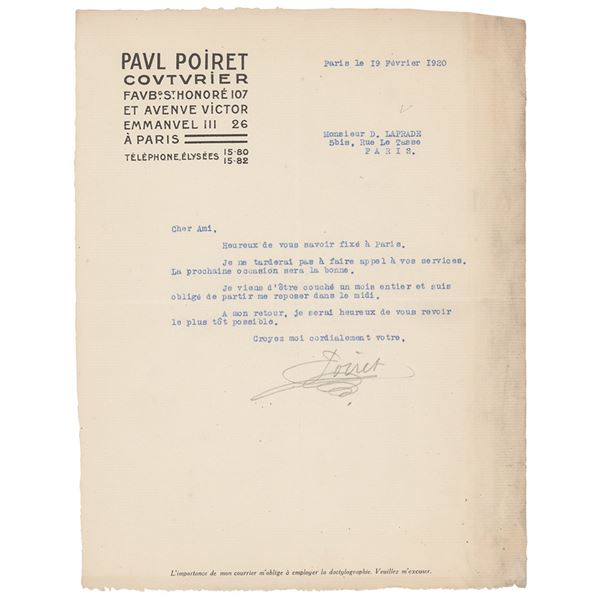 PAVL POIRET
COVTVRIER
FAVBG ST HONORÉ 107
ET AVENVE VICTOR
EMMANVEL III 26
À PARIS
TÉLÉPHONE, ÉLYSÉES 15·80
15·82
Paris le 19 Février 1920
Monsieur D. LAPRADE
5bis, Rue Le Tasse
P A R I S.
Cher Ami,
Heureux de vous savoir fixé à Paris.
Je ne tarderai pas à faire appel à vos services.
La prochaine occasion sera la bonne.
Je viens d'être couché un mois entier et suis
obligé de partir me reposer dans le midi.
A mon retour, je serai heureux de vous revoir
le plus tôt possible.
Croyez moi cordialement votre,
Poiret
L'importance de mon courrier m'oblige à employer la dactylographie. Veuillez m'excuser.